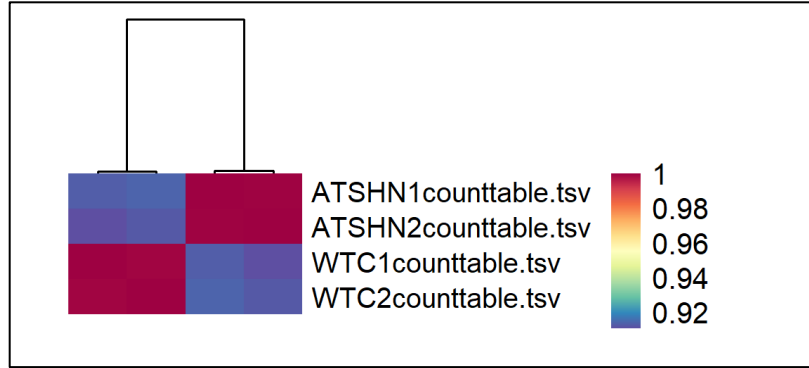 ATSHN1counttable.tsv
ATSHN2counttable.tsv
WTC1counttable.tsv
WTC2counttable.tsv
1
0.98
0.96
0.94
0.92